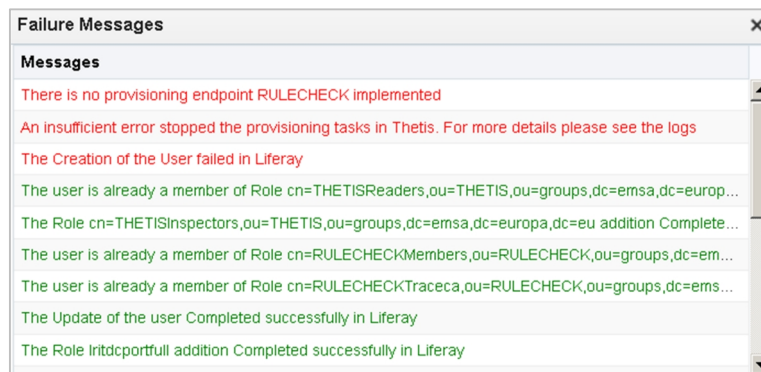 Failure Messages
Messages
There is no provisioning endpoint RULECHECK implemented
An insufficient error stopped the provisioning tasks in Thetis. For more details please see the logs
The Creation of the User failed in Liferay
The user is already a member of Role cn=THETISReaders,ou=THETIS,ou=groups,dc=emsa,dc=europ...
The Role cn=THETISInspectors,ou=THETIS,ou=groups,dc=emsa,dc=europa,dc=eu addition Complete...
The user is already a member of Role cn=RULECHECKMembers,ou=RULECHECK,ou=groups,dc=em...
The user is already a member of Role cn=RULECHECKTraceca,ou=RULECHECK,ou=groups,dc=ems...
The Update of the user Completed successfully in Liferay
The Role lritdcportfull addition Completed successfully in Liferay